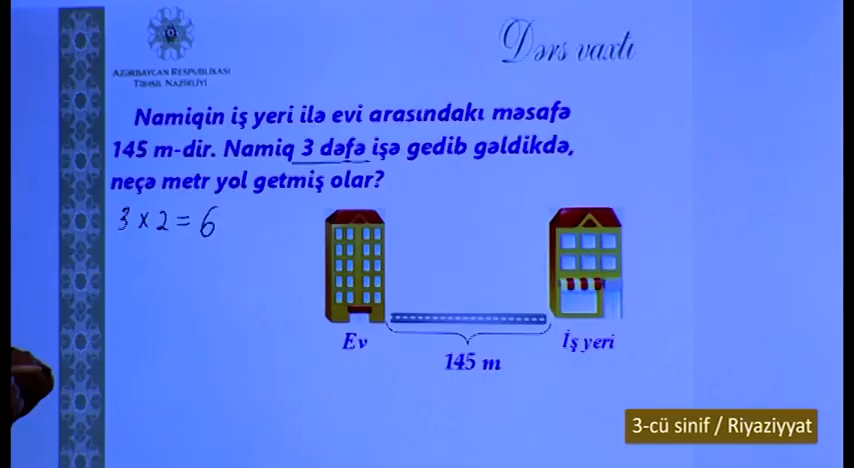 Dərs vaxtı
AZƏRBAYCAN RESPUBLİKASI
TƏHSİL NAZİRLİYİ
Namiqin iş yeri ilə evi arasındakı məsafə
145 m-dir. Namiq 3 dəfə işə gedib gəldikdə,
neçə metr yol getmiş olar?
3 × 2 = 6
Ev
İş yeri
145 m
3-cü sinif / Riyaziyyat